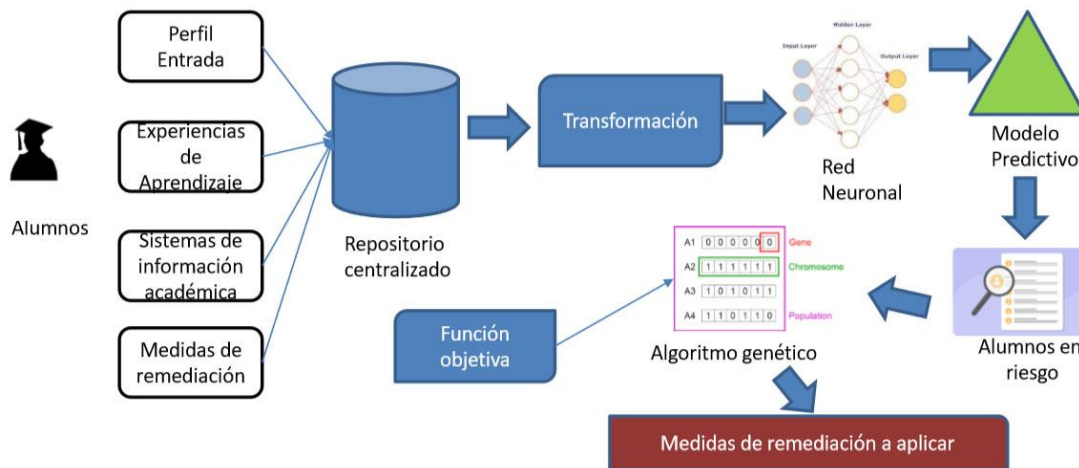 Perfil
Entrada
Experiencias
de
Aprendizaje
Alumnos
Sistemas de
información
académica
Medidas de
remediación
Repositorio
centralizado
Transformación
Input Layer
Hidden Layer
Output Layer
Red
Neuronal
Modelo
Predictivo
Función
objetiva
A1 0 0 0 0 0 0 Gene
A2 1 1 1 1 1 1 Chromosome
A3 1 0 1 0 1 1
A4 1 1 0 1 1 0 Population
Algoritmo genético
Alumnos en
riesgo
Medidas de remediación a aplicar